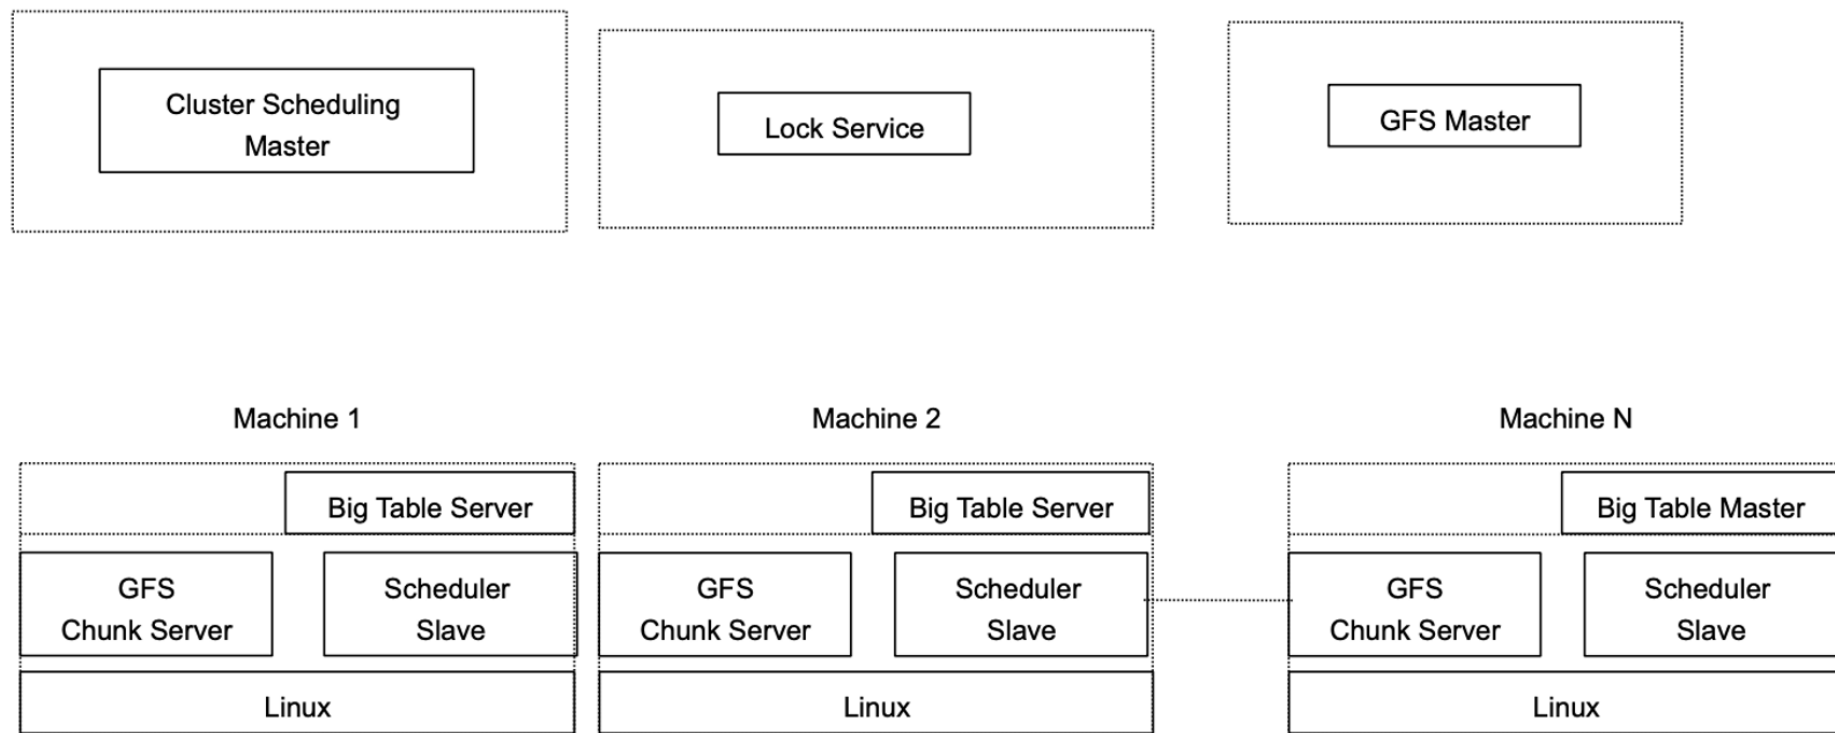 Cluster Scheduling
Master
Lock Service
GFS Master
Machine 1
Machine 2
Machine N
Big Table Server
Big Table Server
Big Table Master
GFS
Chunk Server
Scheduler
Slave
GFS
Chunk Server
Scheduler
Slave
GFS
Chunk Server
Scheduler
Slave
Linux
Linux
Linux